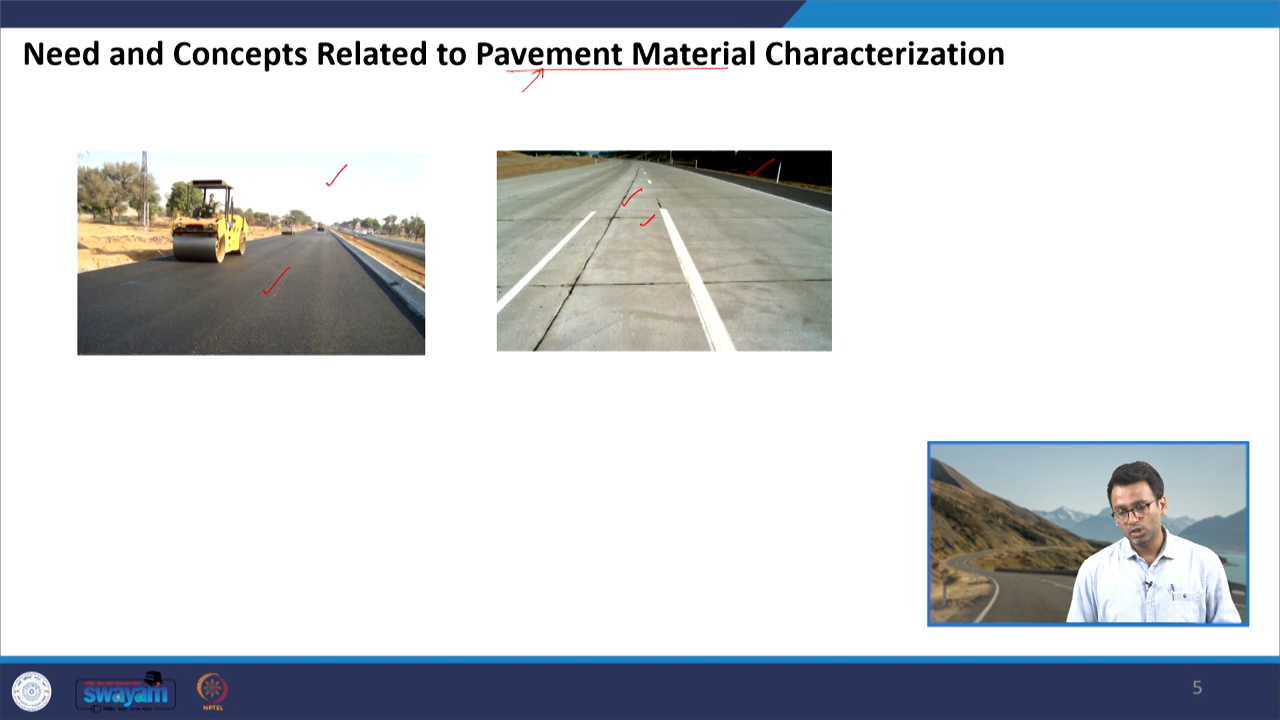 Need and Concepts Related to Pavement Material Characterization
swayam
NPTEL
5